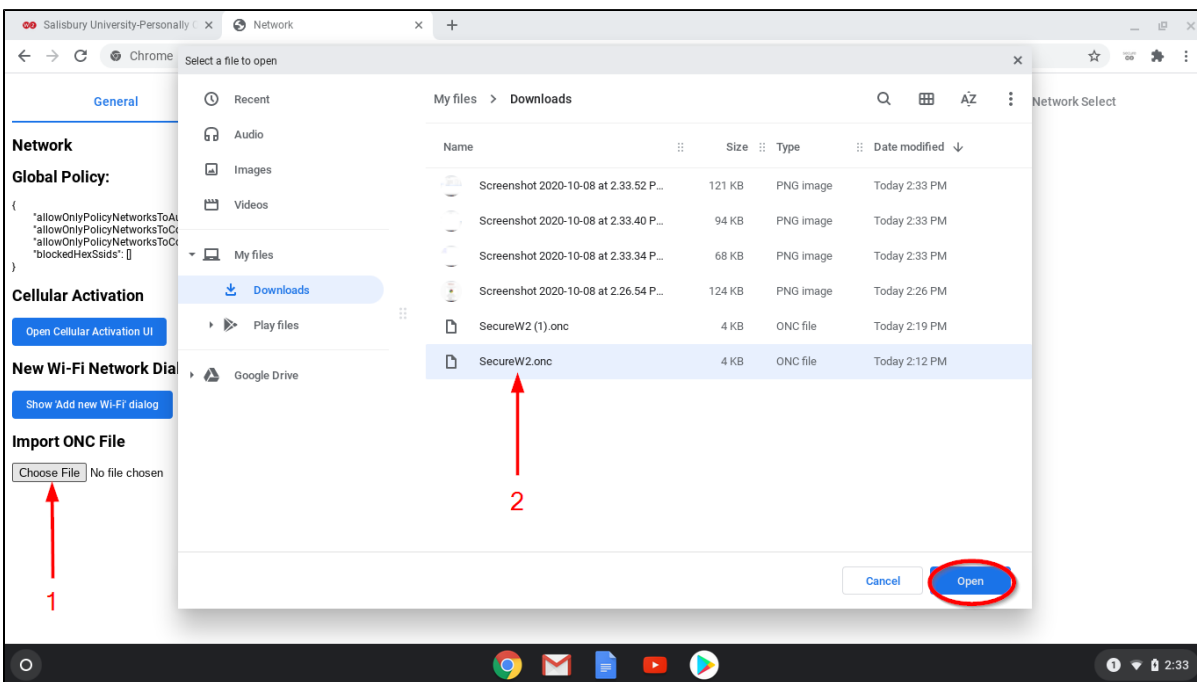 Salisbury University-Personally C
Network
Chrome
Select a file to open
General
Network Select
Network
Global Policy:
{
"allowOnlyPolicyNetworksToAu
"allowOnlyPolicyNetworksToCo
"allowOnlyPolicyNetworksToCo
"blockedHexSsids": []
}
Cellular Activation
Open Cellular Activation UI
New Wi-Fi Network Dial
Show 'Add new Wi-Fi' dialog
Import ONC File
Choose File No file chosen
1
Recent
Audio
Images
Videos
My files
Downloads
Play files
Google Drive
My files > Downloads
AZ
Name Size Type Date modified
Screenshot 2020-10-08 at 2.33.52 P... 121 KB PNG image Today 2:33 PM
Screenshot 2020-10-08 at 2.33.40 P... 94 KB PNG image Today 2:33 PM
Screenshot 2020-10-08 at 2.33.34 P... 68 KB PNG image Today 2:33 PM
Screenshot 2020-10-08 at 2.26.54 P... 124 KB PNG image Today 2:26 PM
SecureW2 (1).onc 4 KB ONC file Today 2:19 PM
SecureW2.onc 4 KB ONC file Today 2:12 PM
2
Cancel Open
1 2:33